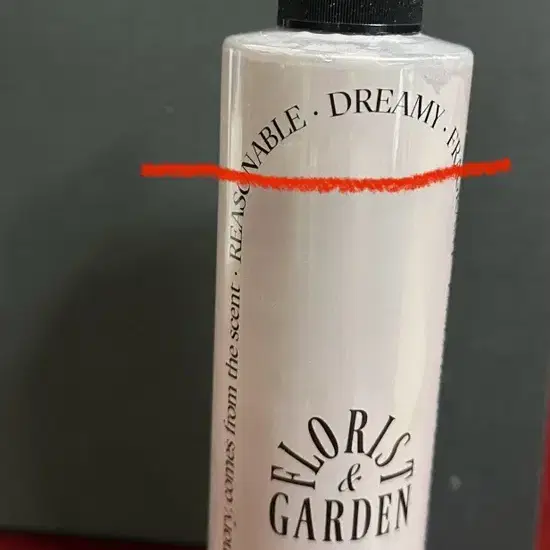 comes from the scent · REASONABLE · DREAMY ·
FLORIST
&
GARDEN